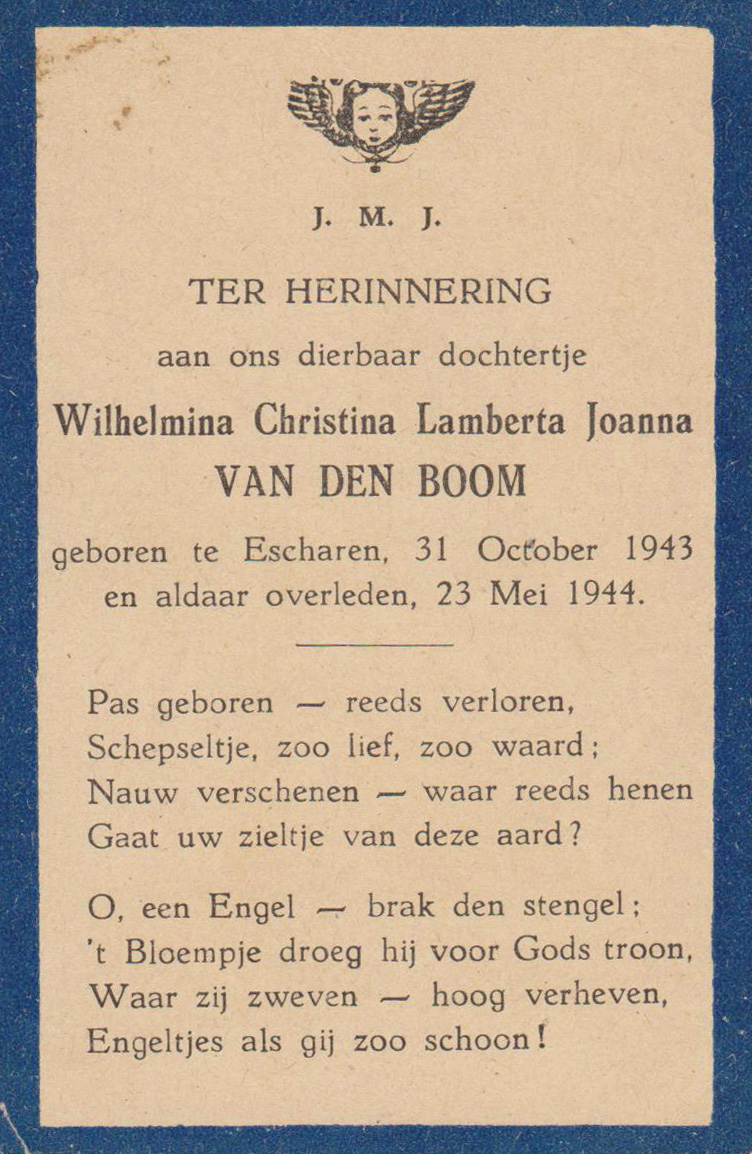 J. M. J.
TER HERINNERING
aan ons dierbaar dochtertje
Wilhelmina Christina Lamberta Joanna
VAN DEN BOOM
geboren te Escharen, 31 October 1943
en aldaar overleden, 23 Mei 1944.
Pas geboren — reeds verloren,
Schepseltje, zoo lief, zoo waard;
Nauw verschenen — waar reeds henen
Gaat uw zieltje van deze aard?
O, een Engel — brak den stengel;
't Bloempje droeg hij voor Gods troon,
Waar zij zweven — hoog verheven,
Engeltjes als gij zoo schoon!